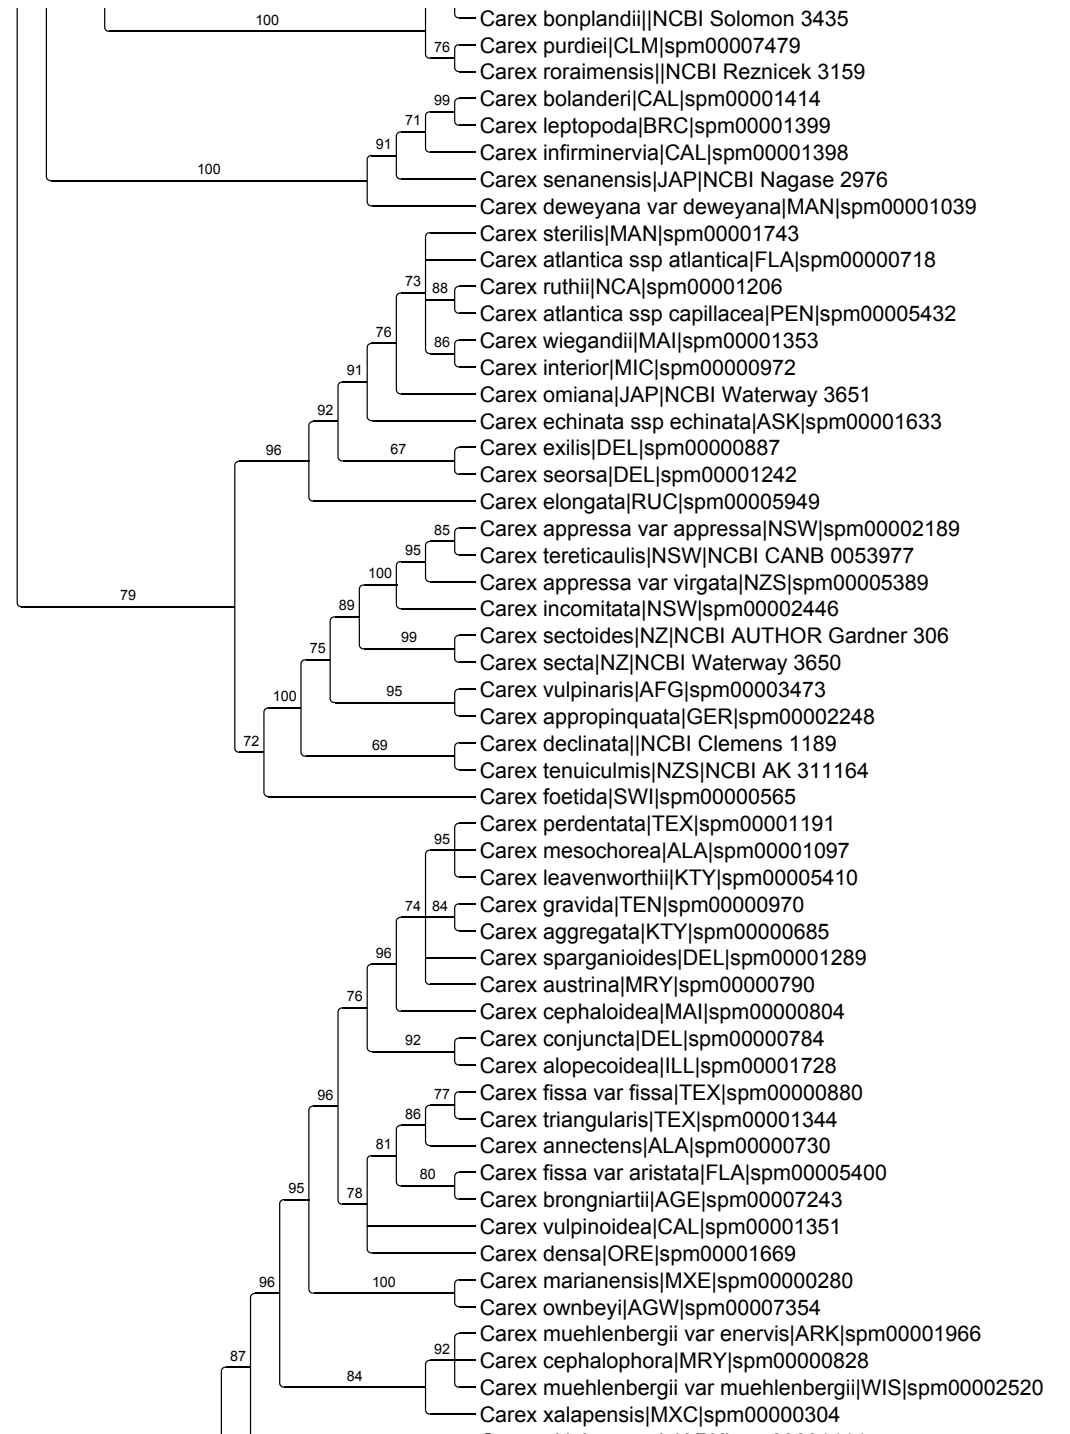 100
Carex bonplandii||NCBI Solomon 3435
76
Carex purdiei|CLM|spm00007479
Carex roraimensis||NCBI Reznicek 3159
99
Carex bolanderi|CAL|spm00001414
71
Carex leptopoda|BRC|spm00001399
91
Carex infirminervia|CAL|spm00001398
100
Carex senanensis|JAP|NCBI Nagase 2976
Carex deweyana var deweyana|MAN|spm00001039
Carex sterilis|MAN|spm00001743
Carex atlantica ssp atlantica|FLA|spm00000718
73
88
Carex ruthii|NCA|spm00001206
Carex atlantica ssp capillacea|PEN|spm00005432
76
86
Carex wiegandii|MAI|spm00001353
91
Carex interior|MIC|spm00000972
Carex omiana|JAP|NCBI Waterway 3651
92
Carex echinata ssp echinata|ASK|spm00001633
96
67
Carex exilis|DEL|spm00000887
Carex seorsa|DEL|spm00001242
Carex elongata|RUC|spm00005949
85
Carex appressa var appressa|NSW|spm00002189
95
Carex tereticaulis|NSW|NCBI CANB 0053977
100
Carex appressa var virgata|NZS|spm00005389
79
89
Carex incomitata|NSW|spm00002446
99
Carex sectoides|NZ|NCBI AUTHOR Gardner 306
75
Carex secta|NZ|NCBI Waterway 3650
100
95
Carex vulpinaris|AFG|spm00003473
Carex appropinquata|GER|spm00002248
72
69
Carex declinata||NCBI Clemens 1189
Carex tenuiculmis|NZS|NCBI AK 311164
Carex foetida|SWI|spm00000565
Carex perdentata|TEX|spm00001191
95
Carex mesochorea|ALA|spm00001097
Carex leavenworthii|KTY|spm00005410
74
84
Carex gravida|TEN|spm00000970
Carex aggregata|KTY|spm00000685
96
Carex sparganioides|DEL|spm00001289
Carex austrina|MRY|spm00000790
76
Carex cephaloidea|MAI|spm00000804
92
Carex conjuncta|DEL|spm00000784
Carex alopecoidea|ILL|spm00001728
96
77
Carex fissa var fissa|TEX|spm00000880
86
Carex triangularis|TEX|spm00001344
81
Carex annectens|ALA|spm00000730
80
Carex fissa var aristata|FLA|spm00005400
95
78
Carex brongniartii|AGE|spm00007243
Carex vulpinoidea|CAL|spm00001351
Carex densa|ORE|spm00001669
96
100
Carex marianensis|MXE|spm00000280
Carex ownbeyi|AGW|spm00007354
Carex muehlenbergii var enervis|ARK|spm00001966
87
92
Carex cephalophora|MRY|spm00000828
84
Carex muehlenbergii var muehlenbergii|WIS|spm00002520
Carex xalapensis|MXC|spm00000304